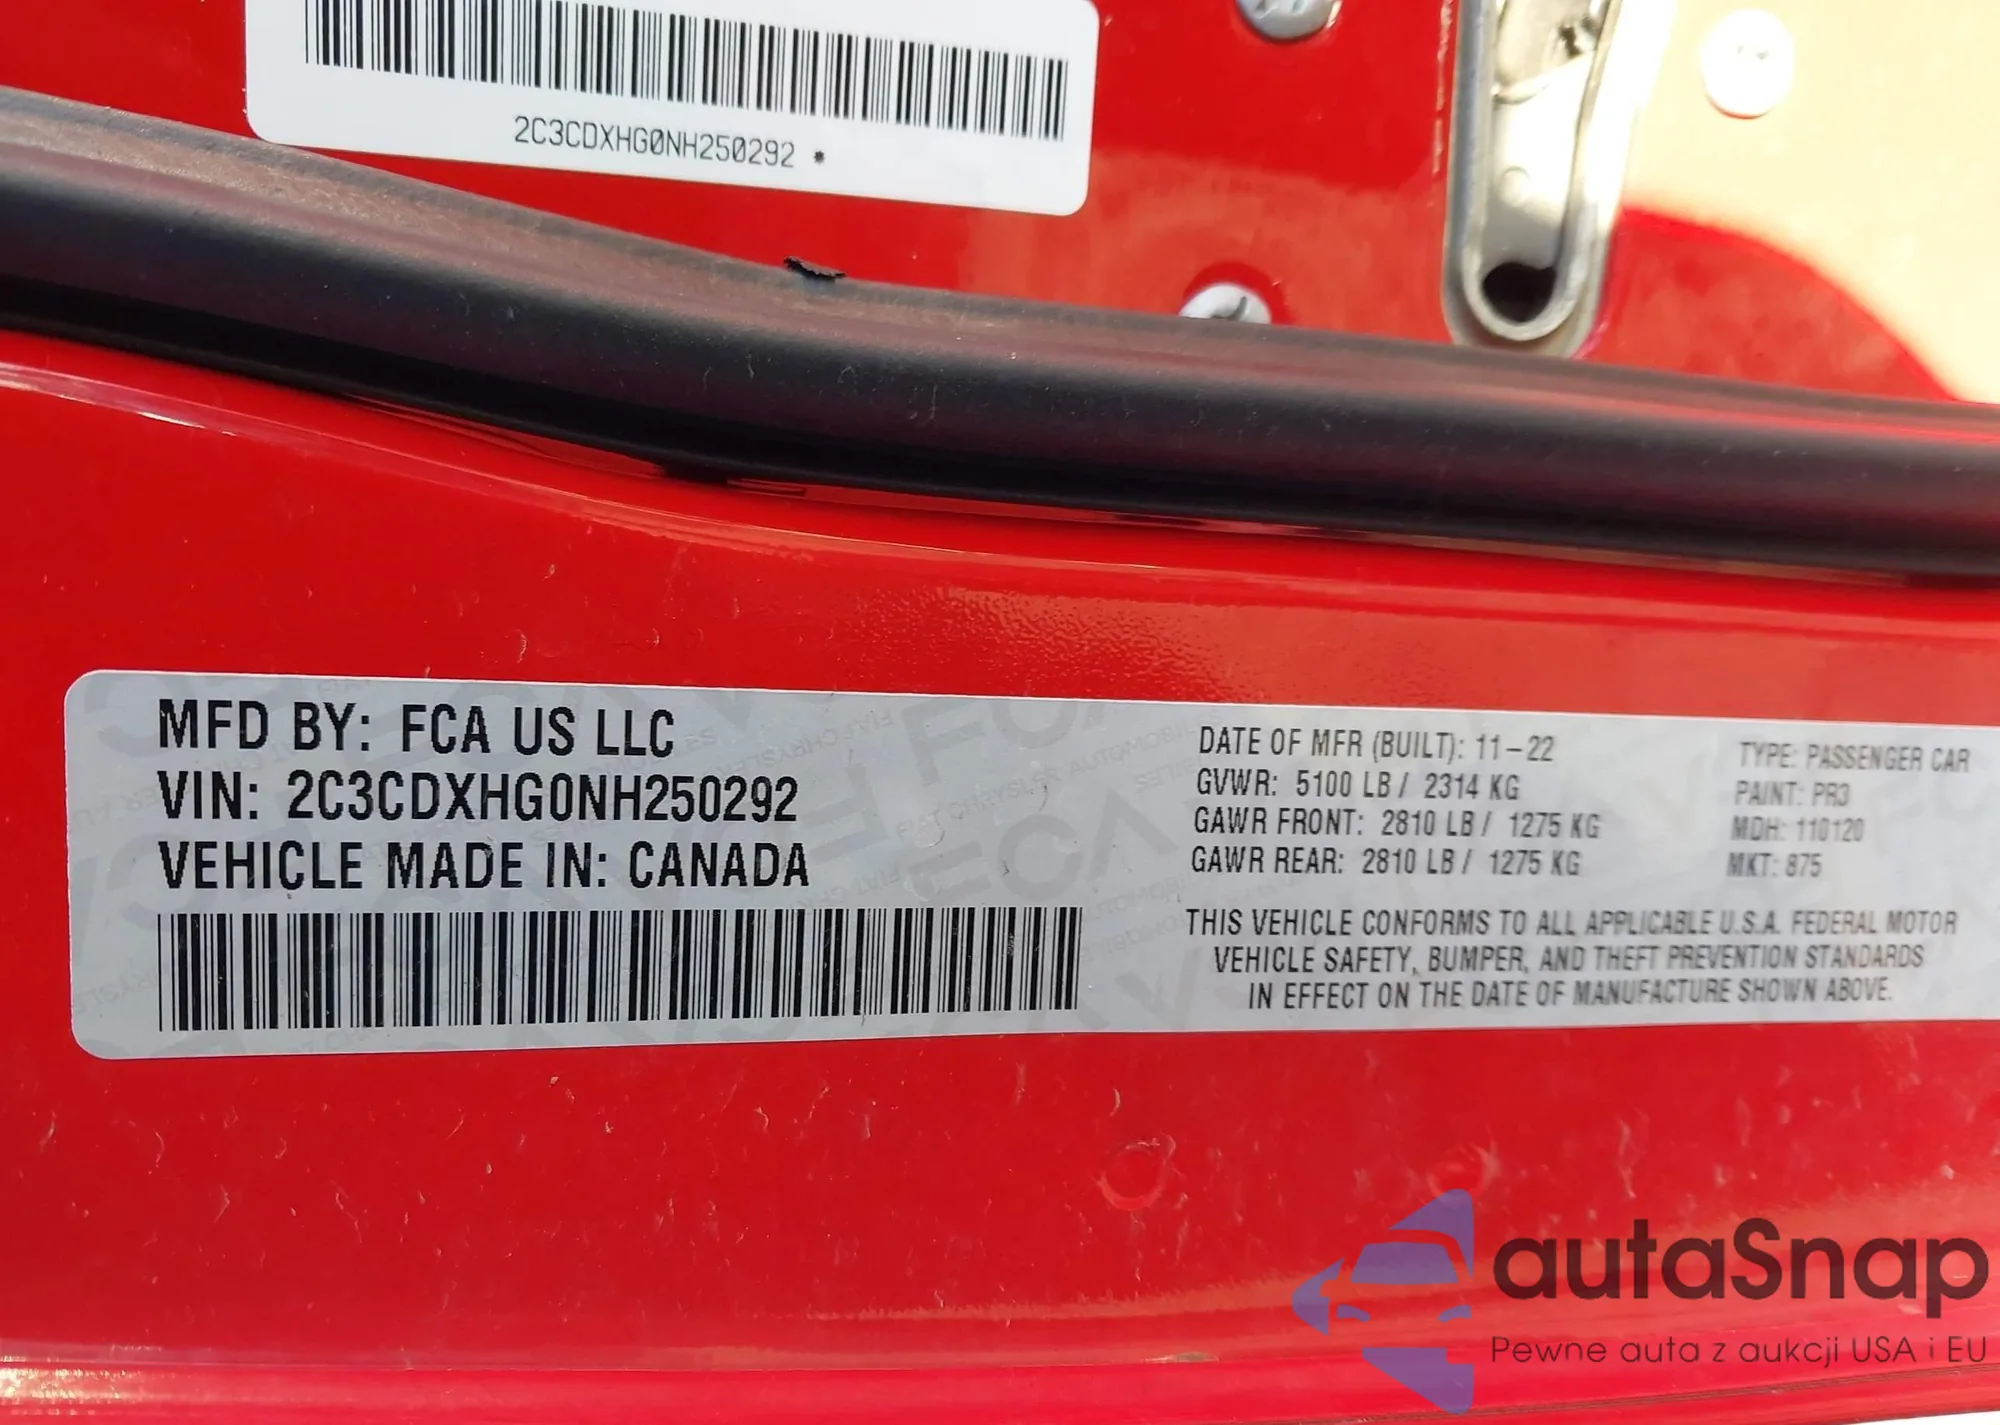 2C3CDXHG0NH250292 *
MFD BY: FCA US LLC
VIN: 2C3CDXHG0NH250292
VEHICLE MADE IN: CANADA
DATE OF MFR (BUILT): 11-22
GVWR: 5100 LB / 2314 KG
GAWR FRONT: 2810 LB / 1275 KG
GAWR REAR: 2810 LB / 1275 KG
TYPE: PASSENGER CAR
PAINT: PR3
MDH: 110120
MKT: 875
THIS VEHICLE CONFORMS TO ALL APPLICABLE U.S.A. FEDERAL MOTOR
VEHICLE SAFETY, BUMPER, AND THEFT PREVENTION STANDARDS
IN EFFECT ON THE DATE OF MANUFACTURE SHOWN ABOVE.
autaSnap
Pewne auta z aukcji USA i EU